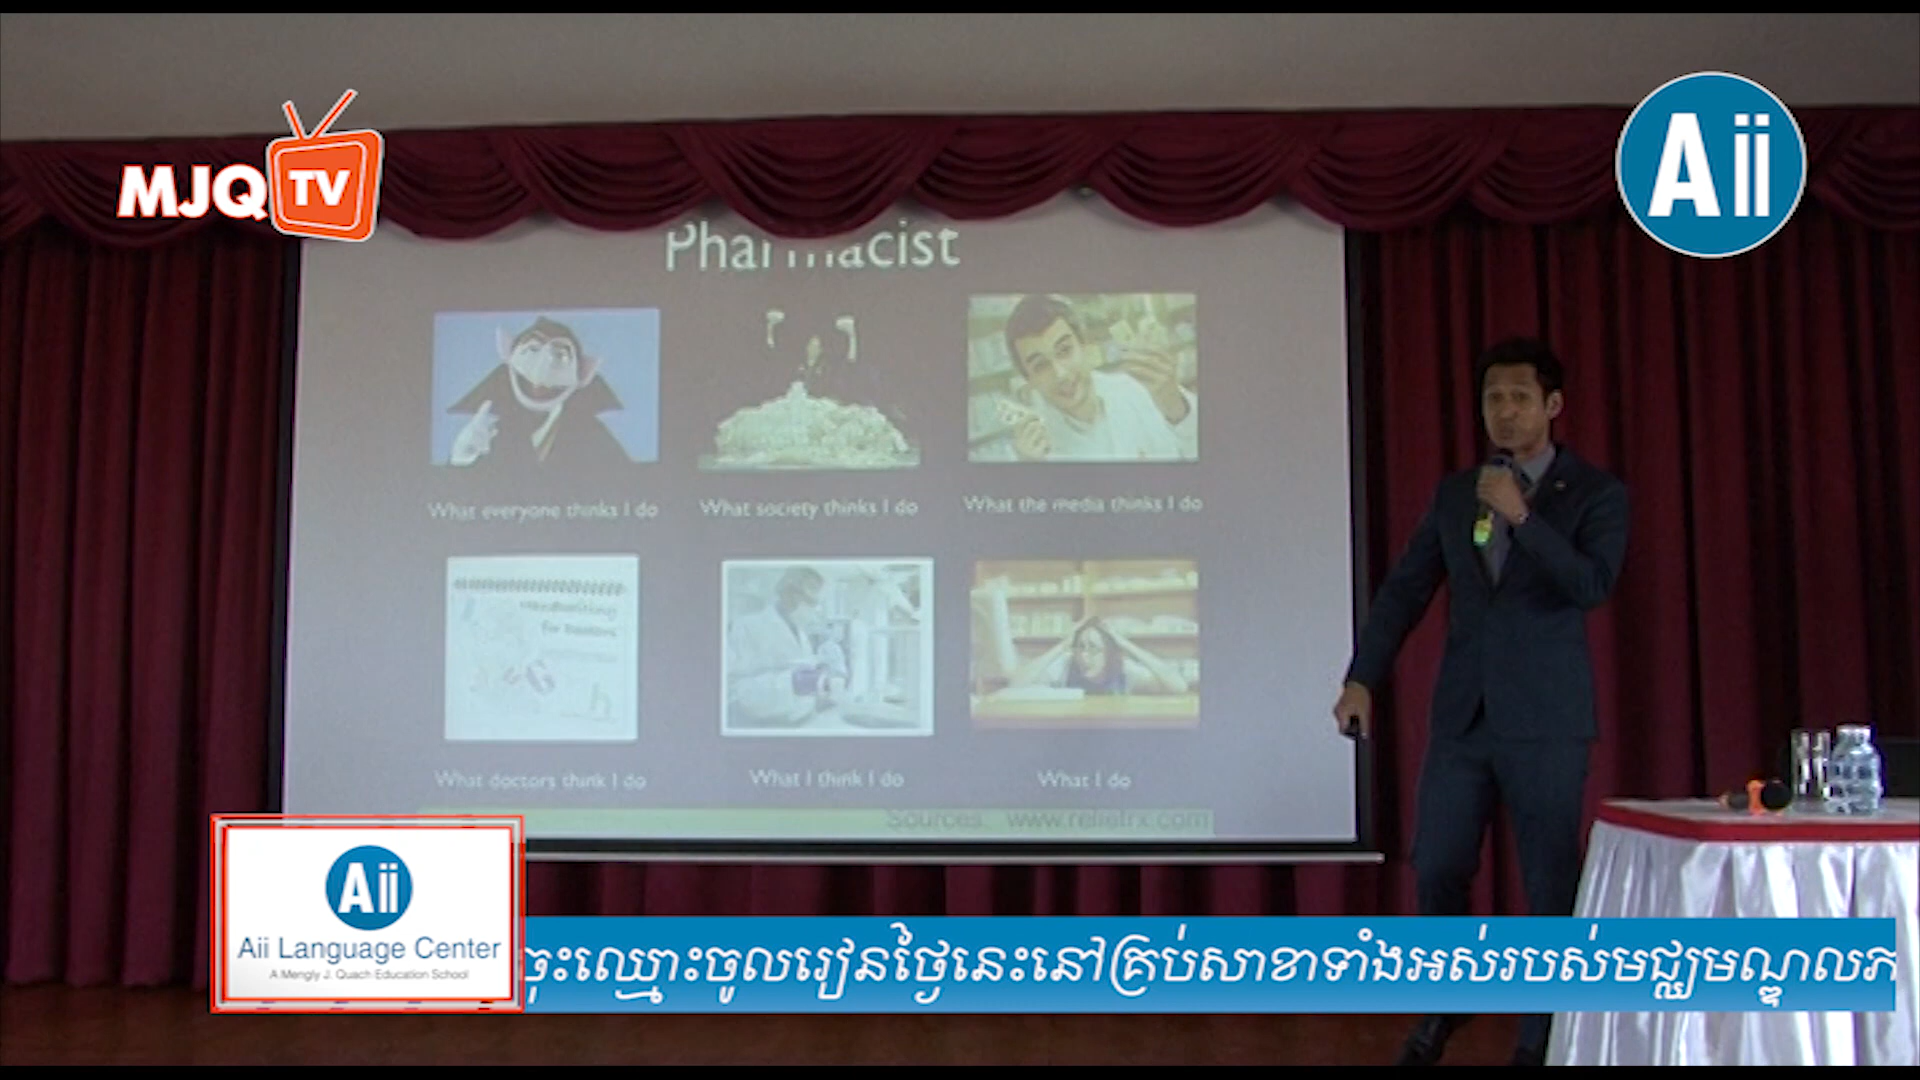 MJQ TV
Aii
Pharmacist
What everyone thinks I do
What society thinks I do
What the media thinks I do
for Doctors
What doctors think I do
What I think I do
What I do
Sources: www.reliefrx.com
Aii
Aii Language Center
A Mengly J. Quach Education School
ចុះឈ្មោះចូលរៀនថ្ងៃនេះនៅគ្រប់សាខាទាំងអស់របស់មជ្ឈមណ្ឌលភ